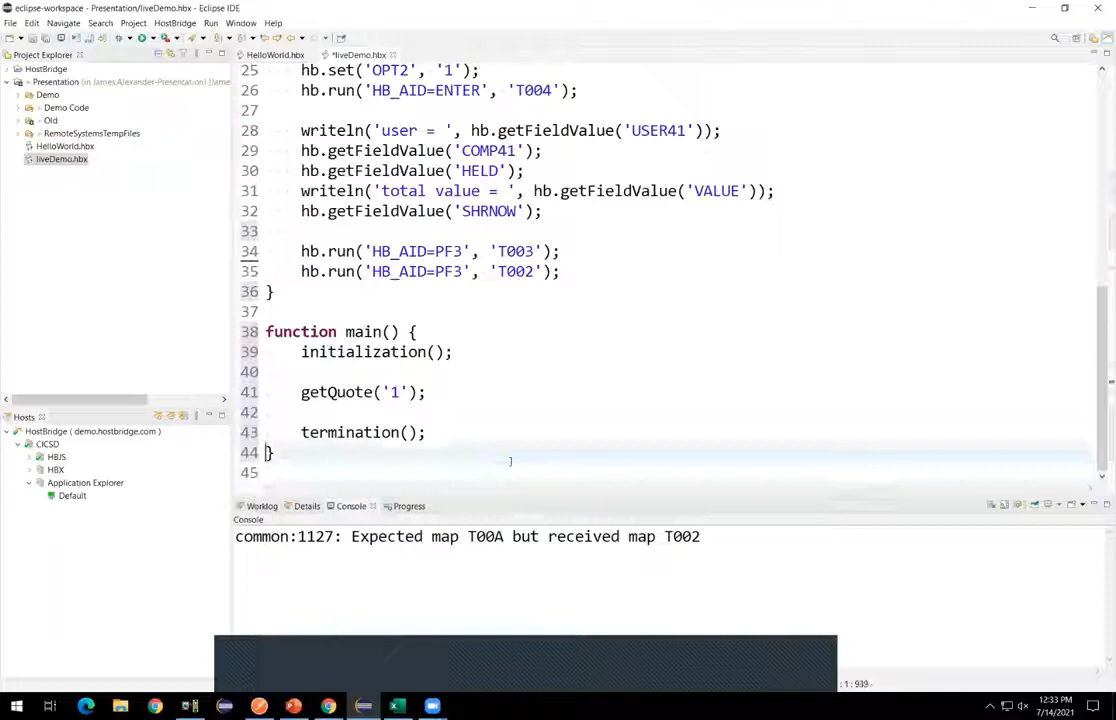 eclipse-workspace - Presentation/liveDemo.hbx - Eclipse IDE
File Edit Navigate Search Project HostBridge Run Window Help
Project Explorer
HelloWorld.hbx
*liveDemo.hbx
HostBridge
> Presentation (in James.Alexander-Presentation) [Jame
Demo
> Demo Code
> Old
> RemoteSystemsTempFiles
HelloWorld.hbx
liveDemo.hbx
25 hb.set('OPT2', '1');
26 hb.run('HB_AID=ENTER', 'T004');
27
28 writeln('user = ', hb.getFieldValue('USER41'));
29 hb.getFieldValue('COMP41');
30 hb.getFieldValue('HELD');
31 writeln('total value = ', hb.getFieldValue('VALUE'));
32 hb.getFieldValue('SHRNOW');
33
34 hb.run('HB_AID=PF3', 'T003');
35 hb.run('HB_AID=PF3', 'T002');
36 }
37
38 function main() {
39 initialization();
40
41 getQuote('1');
42
43 termination();
44 }
45
Hosts
HostBridge ( demo.hostbridge.com )
CICSD
HBJS
HBX
Application Explorer
Default
Worklog Details Console Progress
Console
common:1127: Expected map T00A but received map T002
: 1 : 939
12:33 PM
7/14/2021